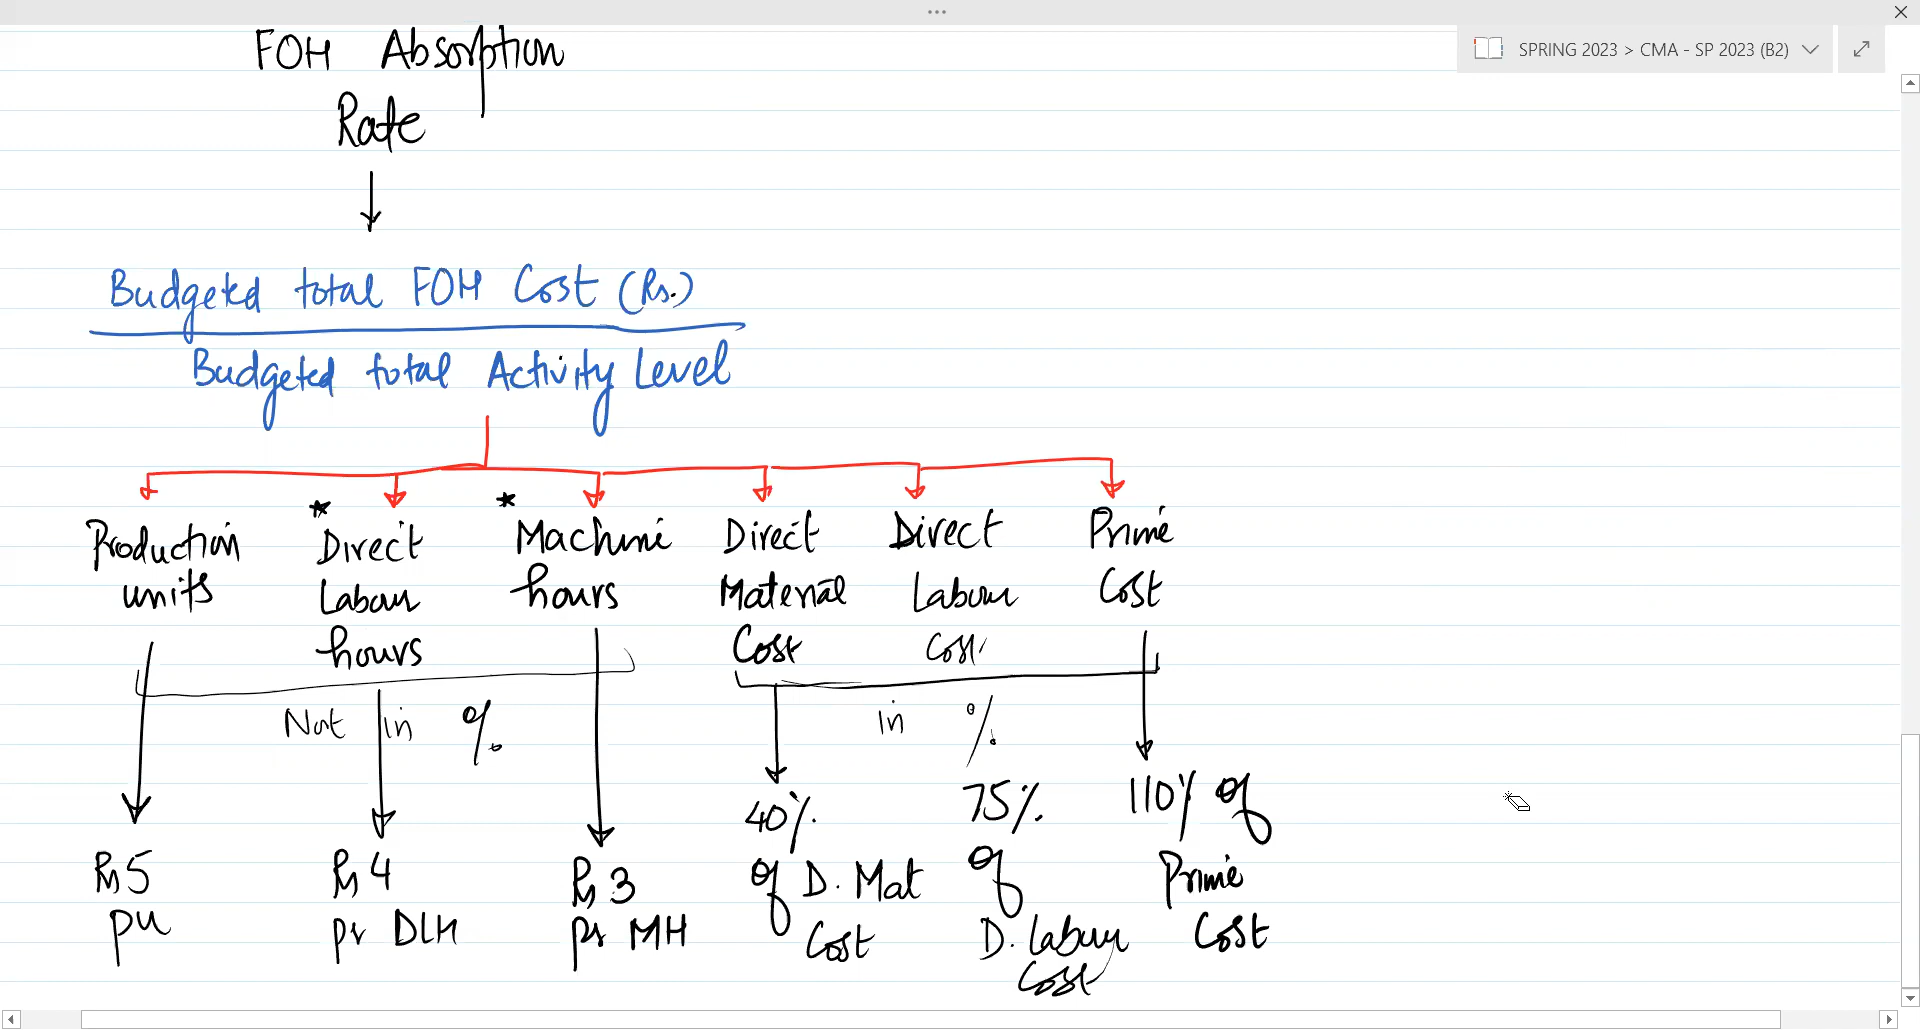 SPRING 2023 > CMA - SP 2023 (B2)
FOH Absorption
Rate
Budgeted total FOH Cost (Rs.)
Budgeted total Activity Level
Production
units
* Direct
Labour
hours
* Machine
hours
Direct
Material
Cost
Direct
Labour
Cost
Prime
Cost
Not in %
in %
Rs 5
pu
Rs 4
pr DLH
Rs 3
pr MH
40%
of D. Mat
Cost
75%
of
D. Labour
Cost
110% of
Prime
Cost